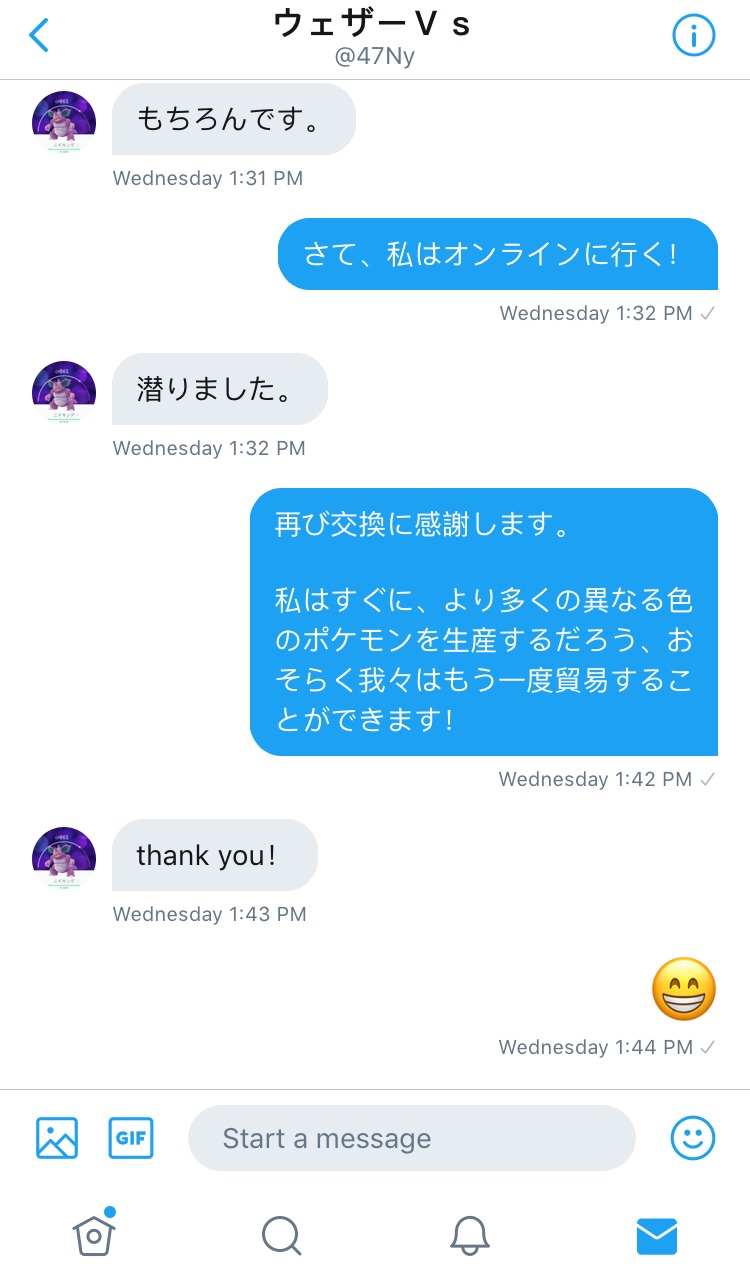 ウェザーＶｓ
@47Ny
もちろんです。
Wednesday 1:31 PM
さて、私はオンラインに行く!
Wednesday 1:32 PM
潜りました。
Wednesday 1:32 PM
再び交換に感謝します。
私はすぐに、より多くの異なる色
のポケモンを生産するだろう、お
そらく我々はもう一度貿易するこ
とができます!
Wednesday 1:42 PM
thank you!
Wednesday 1:43 PM
Wednesday 1:44 PM
GIF
Start a message